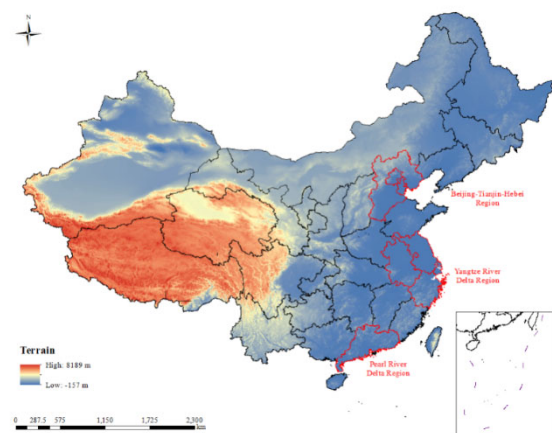 N
Beijing-Tianjin-Hebei
Region
Yangtze River
Delta Region
Pearl River
Delta Region
Terrain
High: 8189 m
Low: -157 m
0 287.5 575 1,150 1,725 2,300
km